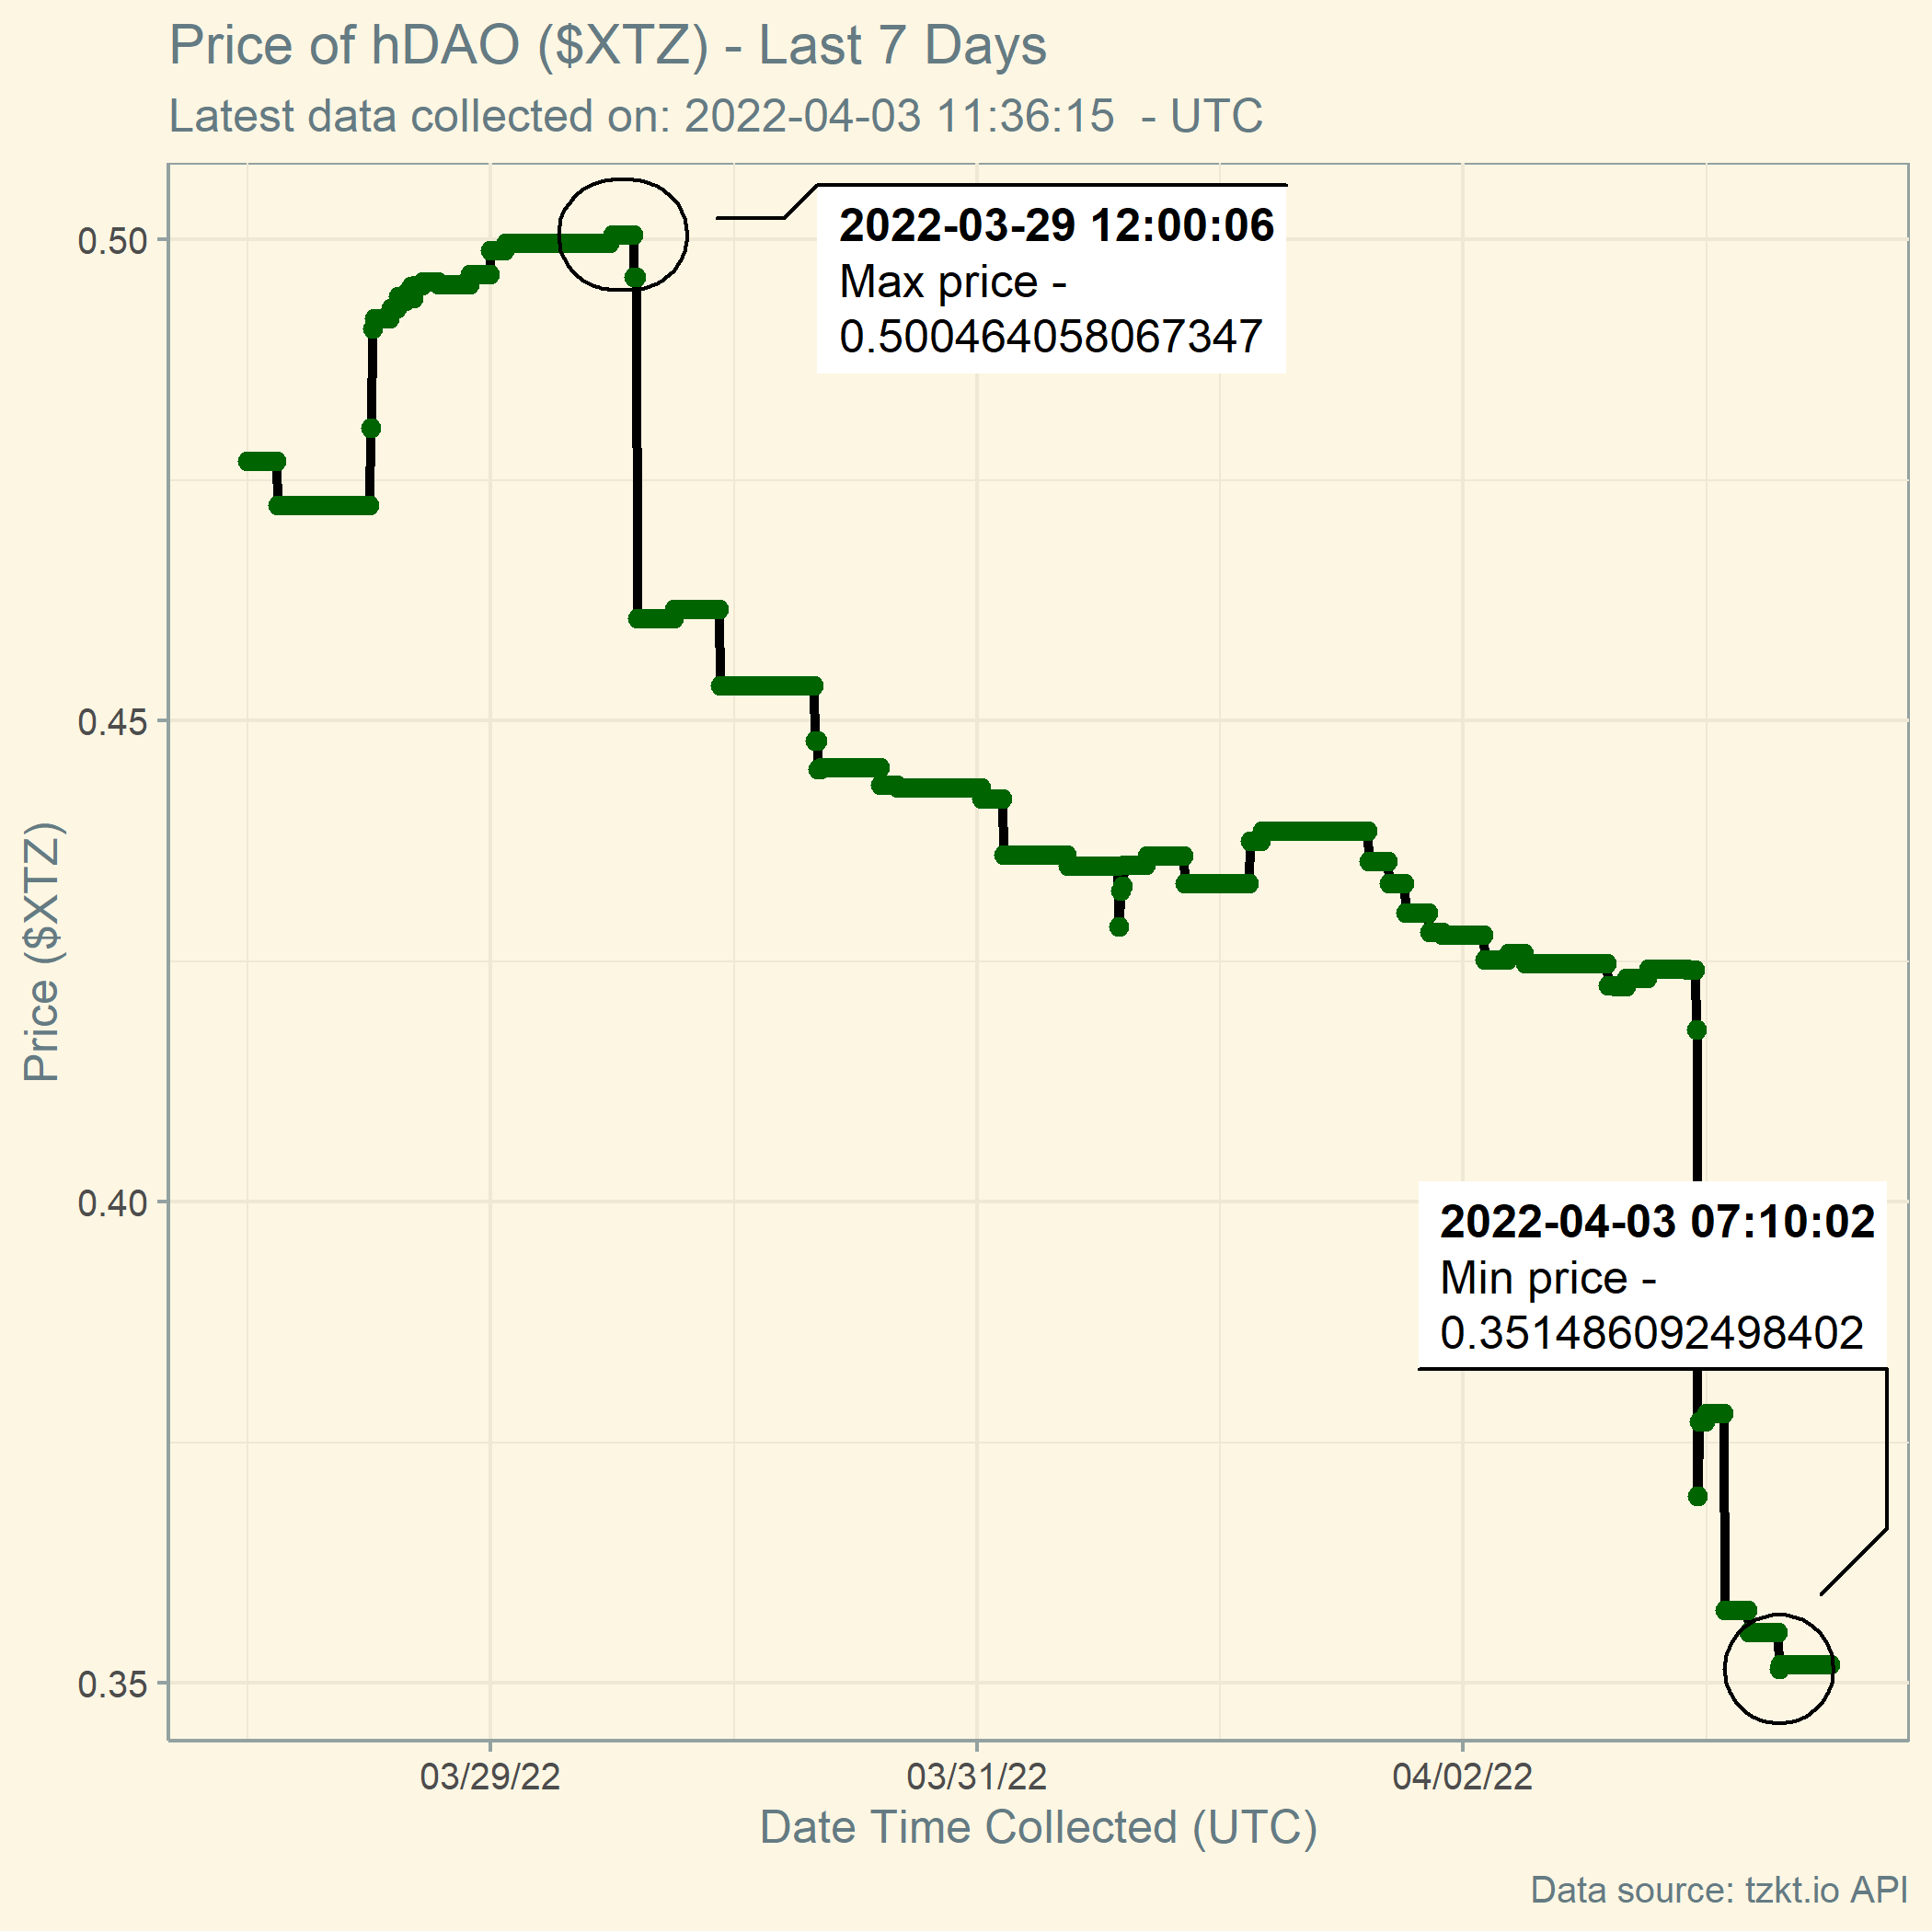 Price of hDAO ($XTZ) - Last 7 Days
Latest data collected on: 2022-04-03 11:36:15  - UTC
2022-03-29 12:00:06
Max price -
0.500464058067347
0.50
0.45
0.40
0.35
Price ($XTZ)
2022-04-03 07:10:02
Min price -
0.351486092498402
03/29/22
03/31/22
04/02/22
Date Time Collected (UTC)
Data source: tzkt.io API